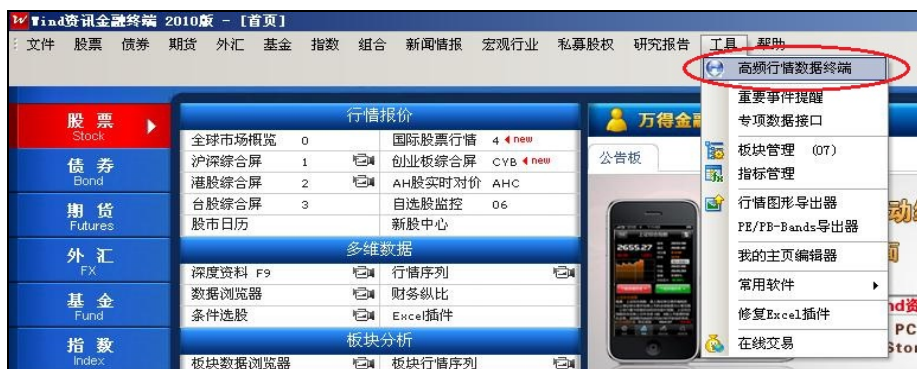 Wind资讯金融终端 2010版 - [首页]
文件 股票 债券 期货 外汇 基金 指数 组合 新闻情报 宏观行业 私募股权 研究报告 工具 帮助
高频行情数据终端
重要事件提醒
专项数据接口
板块管理 (07)
指标管理
行情图形导出器
PE/PB-Bands导出器
我的主页编辑器
常用软件
修复Excel插件
在线交易
股票
Stock
债券
Bond
期货
Futures
外汇
FX
基金
Fund
指数
Index
行情报价
全球市场概览 0 国际股票行情 4 new
沪深综合屏 1 创业板综合屏 CYB new
港股综合屏 2 AH股实时对价 AHC
台股综合屏 3 自选股监控 06
股市日历 新股中心
多维数据
深度资料 F9 行情序列
数据浏览器 财务纵比
条件选股 Excel插件
板块分析
板块数据浏览器 板块行情序列
万得金
公告板
2655.27
动
PC
Stor